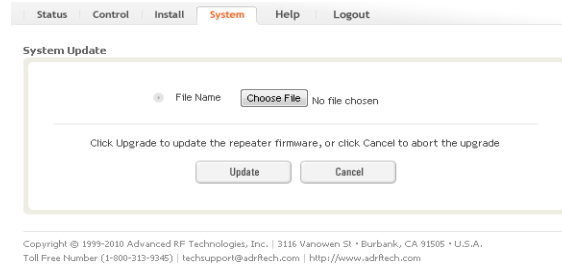 Status Control Install System Help Logout
System Update
File Name Choose File No file chosen
Click Upgrade to update the repeater firmware, or click Cancel to abort the upgrade
Update Cancel
Copyright © 1999-2010 Advanced RF Technologies, Inc. | 3116 Vanowen St • Burbank, CA 91505 • U.S.A.
Toll Free Number (1-800-313-9345) | techsupport@adrftech.com | http://www.adrftech.com